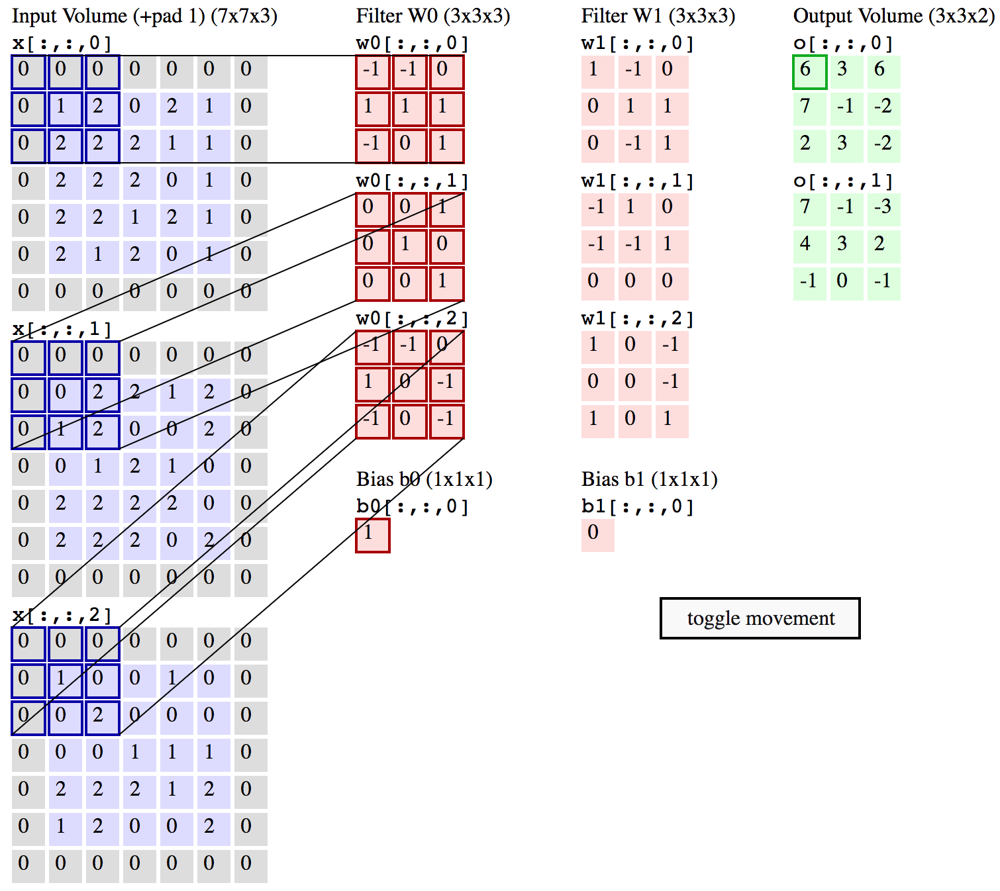 Input Volume (+pad 1) (7x7x3)
x[:,:,0]
0 0 0 0 0 0 0
0 1 2 0 2 1 0
0 2 2 2 1 1 0
0 2 2 2 0 1 0
0 2 2 1 2 1 0
0 2 1 2 0 1 0
0 0 0 0 0 0 0
x[:,:,1]
0 0 0 0 0 0 0
0 0 2 2 1 2 0
0 1 2 0 0 2 0
0 0 1 2 1 0 0
0 2 2 2 2 0 0
0 2 2 2 0 2 0
0 0 0 0 0 0 0
x[:,:,2]
0 0 0 0 0 0 0
0 1 0 0 1 0 0
0 0 2 0 0 0 0
0 0 0 1 1 1 0
0 2 2 2 1 2 0
0 1 2 0 0 2 0
0 0 0 0 0 0 0
Filter W0 (3x3x3)
w0[:,:,0]
-1 -1 0
1 1 1
-1 0 1
w0[:,:,1]
0 0 1
0 1 0
0 0 1
w0[:,:,2]
-1 -1 0
1 0 -1
-1 0 -1
Bias b0 (1x1x1)
b0[:,:,0]
1
Filter W1 (3x3x3)
w1[:,:,0]
1 -1 0
0 1 1
0 -1 1
w1[:,:,1]
-1 1 0
-1 -1 1
0 0 0
w1[:,:,2]
1 0 -1
0 0 -1
1 0 1
Bias b1 (1x1x1)
b1[:,:,0]
0
Output Volume (3x3x2)
o[:,:,0]
6 3 6
7 -1 -2
2 3 -2
o[:,:,1]
7 -1 -3
4 3 2
-1 0 -1
toggle movement